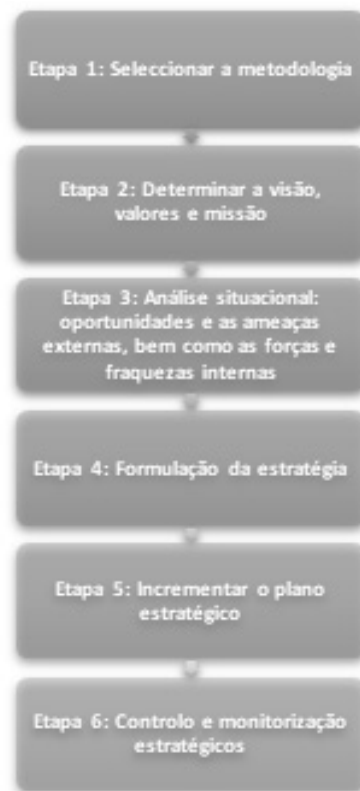 Etapa 1: Seleccionar a metodologia
Etapa 2: Determinar a visão,
valores e missão
Etapa 3: Análise situacional:
oportunidades e as ameaças
externas, bem como as forças e
fraquezas internas
Etapa 4: Formulação da estratégia
Etapa 5: Incrementar o plano
estratégico
Etapa 6: Controlo e monitorização
estratégicos